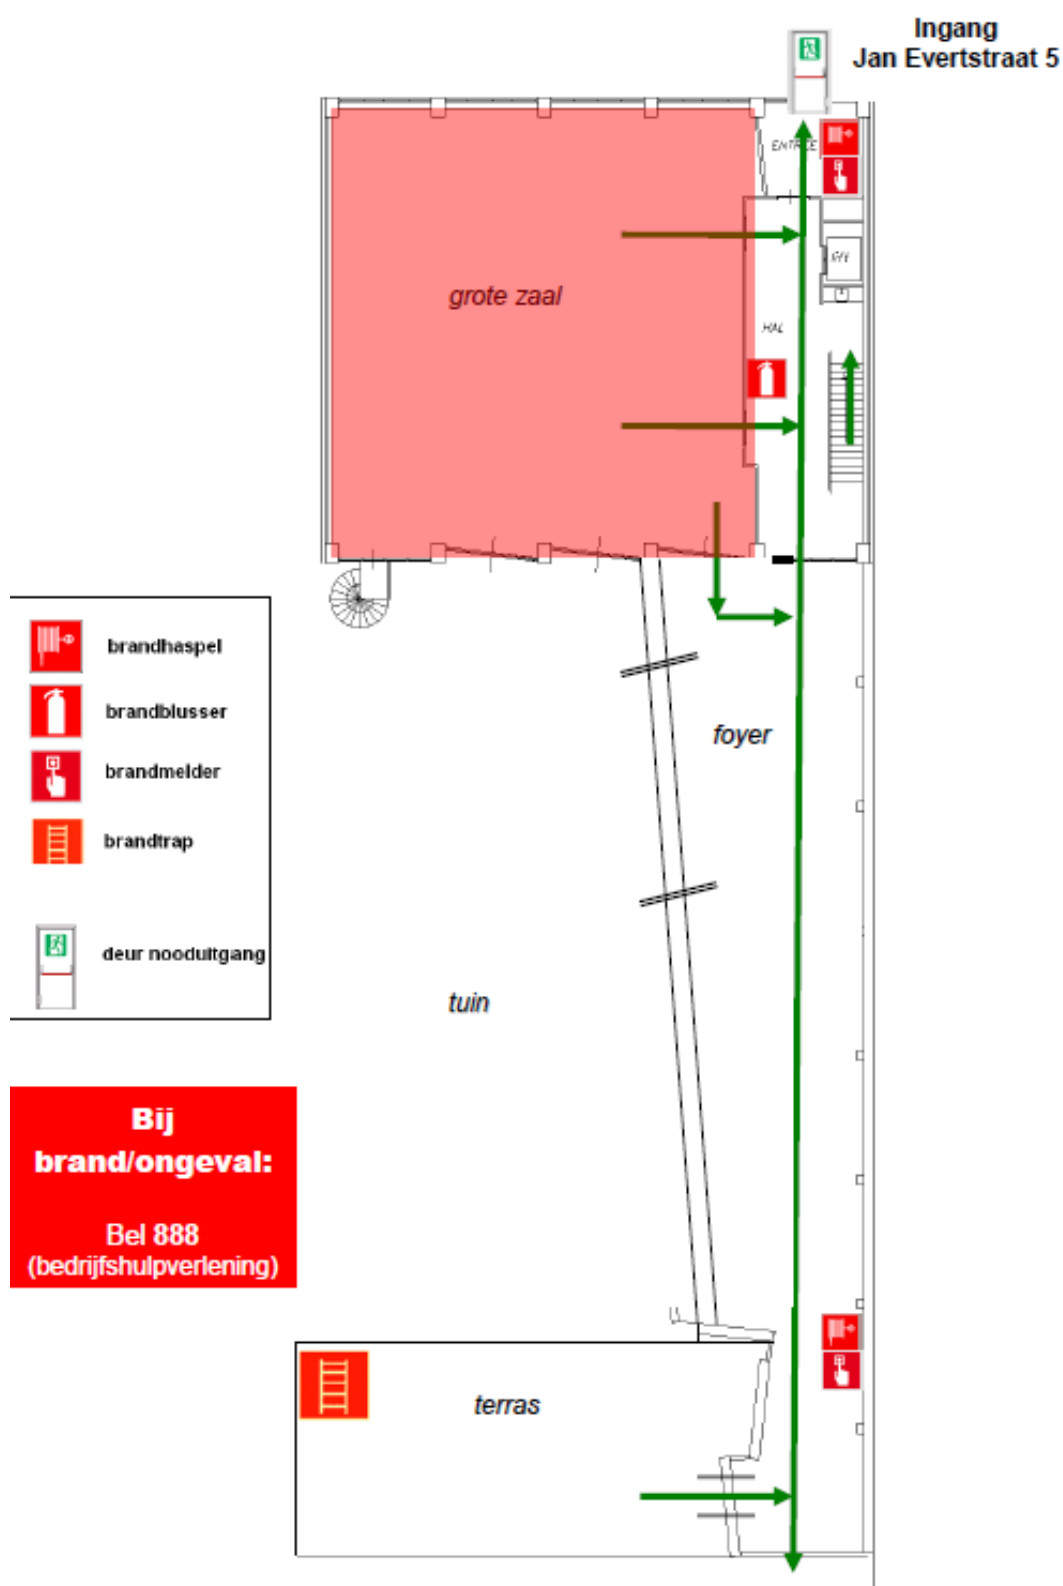 Ingang
Jan Evertstraat 5
ENTREE
lift
grote zaal
HAL
brandhaspel
brandblusser
brandmelder
brandtrap
deur nooduitgang
foyer
tuin
Bij
brand/ongeval:
Bel 888
(bedrijfshulpverlening)
terras